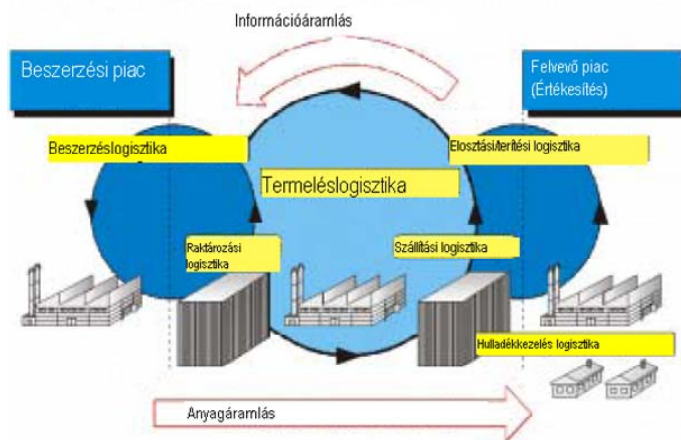 Információáramlás
Beszerzési piac
Felvevő piac
(Értékesítés)
Beszerzéslogisztika
Elosztási/terítési logisztika
Termeléslogisztika
Raktározási
logisztika
Szállítási logisztika
Hulladékkezelés logisztika
Anyagáramlás